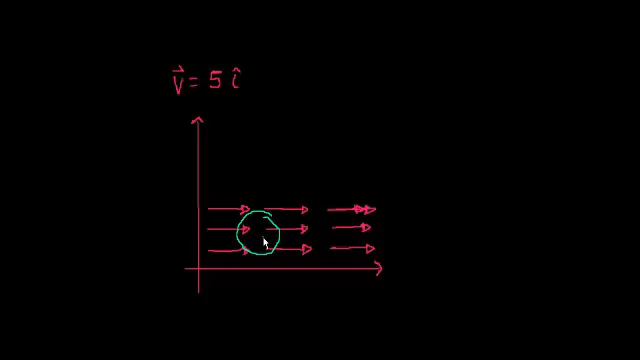 v⃗ = 5 î